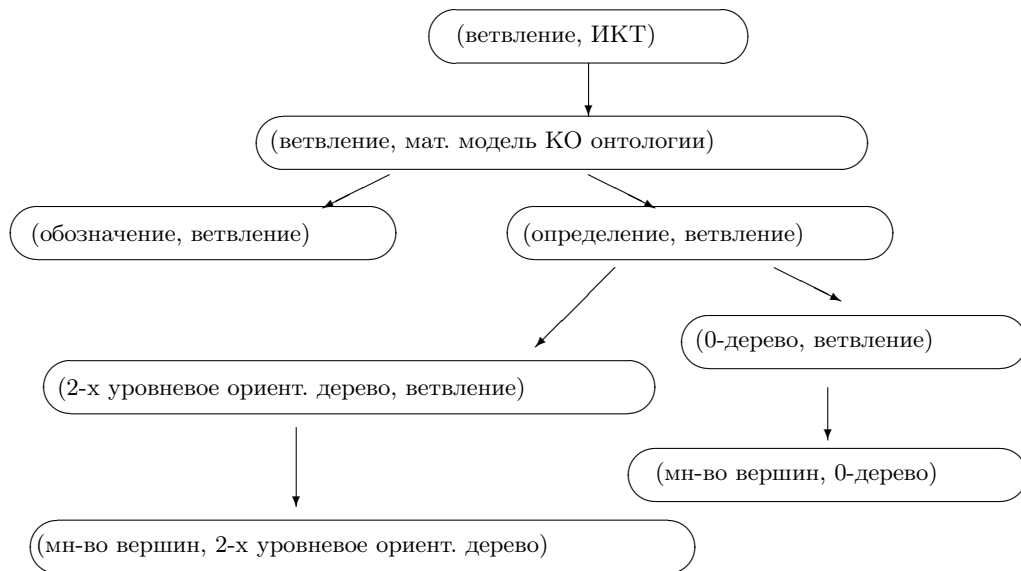 (ветвление, ИКТ)
(ветвление, мат. модель КО онтологии)
(обозначение, ветвление)
(определение, ветвление)
(0-дерево, ветвление)
(2-х уровневое ориент. дерево, ветвление)
(мн-во вершин, 0-дерево)
(мн-во вершин, 2-х уровневое ориент. дерево)